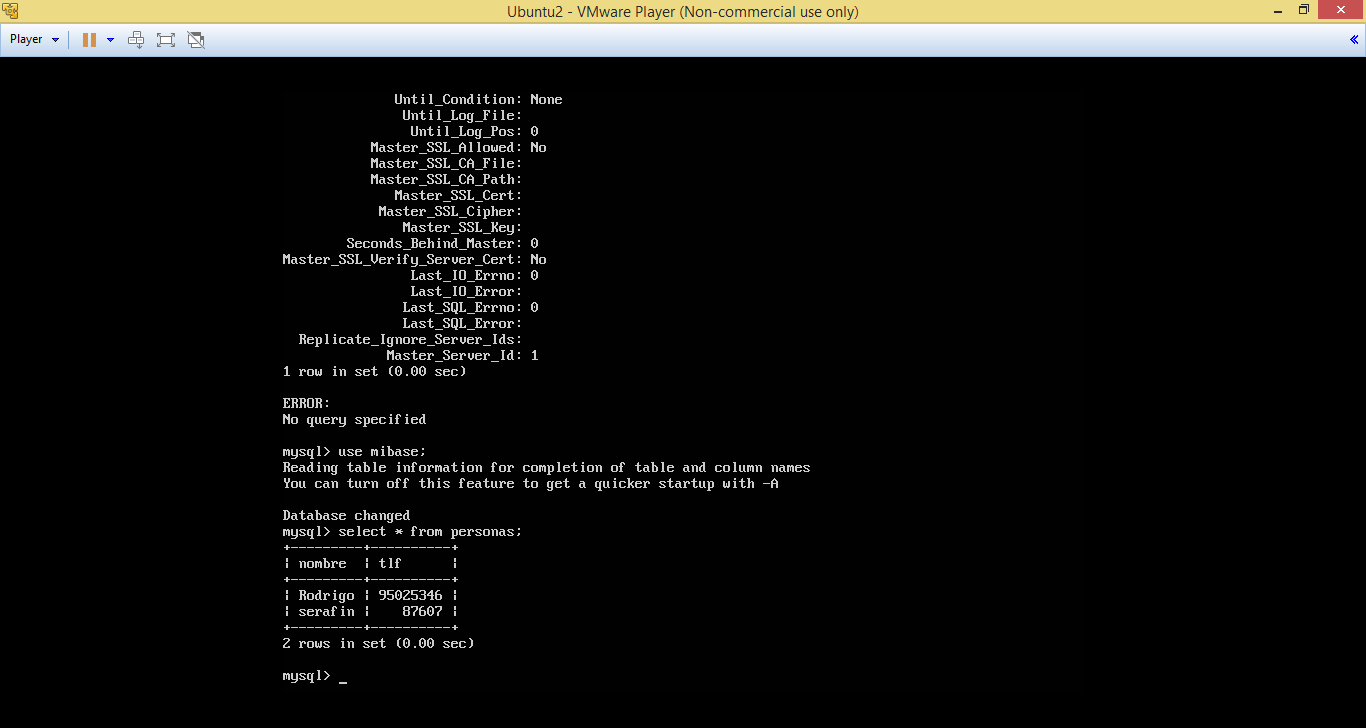 Ubuntu2 - VMware Player (Non-commercial use only)
Player
Until_Condition: None
Until_Log_File:
Until_Log_Pos: 0
Master_SSL_Allowed: No
Master_SSL_CA_File:
Master_SSL_CA_Path:
Master_SSL_Cert:
Master_SSL_Cipher:
Master_SSL_Key:
Seconds_Behind_Master: 0
Master_SSL_Verify_Server_Cert: No
Last_IO_Errno: 0
Last_IO_Error:
Last_SQL_Errno: 0
Last_SQL_Error:
Replicate_Ignore_Server_Ids:
Master_Server_Id: 1
1 row in set (0.00 sec)
ERROR:
No query specified
mysql> use mibase;
Reading table information for completion of table and column names
You can turn off this feature to get a quicker startup with -A
Database changed
mysql> select * from personas;
+---------+----------+
| nombre  | tlf      |
+---------+----------+
| Rodrigo | 95025346 |
| serafin |    87607 |
+---------+----------+
2 rows in set (0.00 sec)
mysql> _